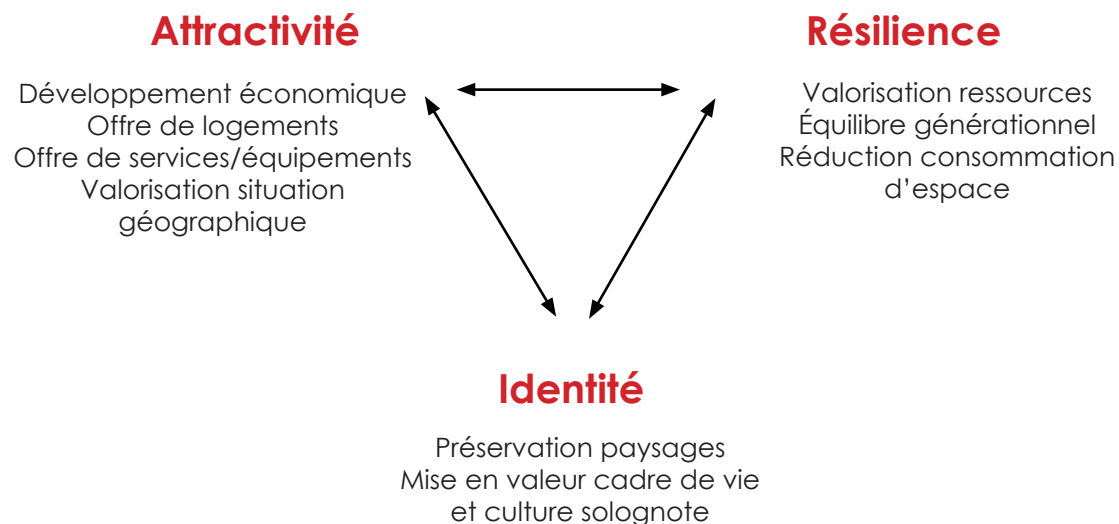 Attractivité
Développement économique
Offre de logements
Offre de services/équipements
Valorisation situation
géographique
Résilience
Valorisation ressources
Équilibre générationnel
Réduction consommation
d’espace
Identité
Préservation paysages
Mise en valeur cadre de vie
et culture solognote